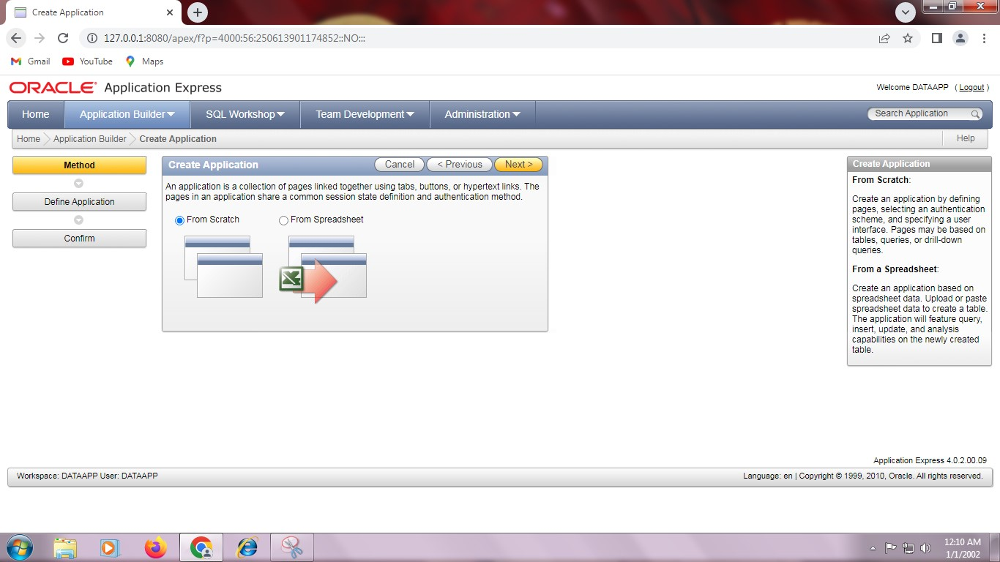 Create Application
127.0.0.1:8080/apex/f?p=4000:56:250613901174852::NO:::
Gmail YouTube Maps
ORACLE Application Express
Welcome DATAAPP ( Logout )
Home Application Builder SQL Workshop Team Development Administration
Search Application
Home Application Builder Create Application
Help
Method
Define Application
Confirm
Create Application
Cancel < Previous Next >
An application is a collection of pages linked together using tabs, buttons, or hypertext links. The
pages in an application share a common session state definition and authentication method.
From Scratch From Spreadsheet
Create Application
From Scratch:
Create an application by defining
pages, selecting an authentication
scheme, and specifying a user
interface. Pages may be based on
tables, queries, or drill-down
queries.
From a Spreadsheet:
Create an application based on
spreadsheet data. Upload or paste
spreadsheet data to create a table.
The application will feature query,
insert, update, and analysis
capabilities on the newly created
table.
Application Express 4.0.2.00.09
Workspace: DATAAPP User: DATAAPP
Language: en | Copyright © 1999, 2010, Oracle. All rights reserved.
12:10 AM
1/1/2002